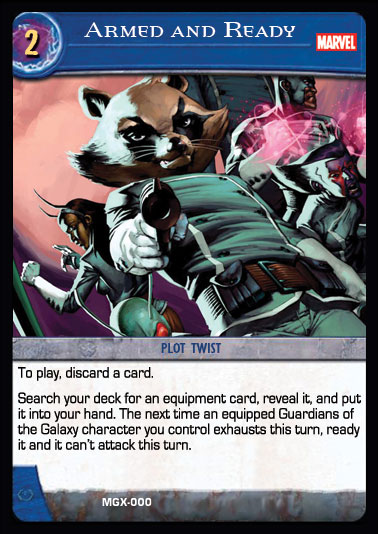 2
Armed and Ready
MARVEL
PLOT TWIST
To play, discard a card.
Search your deck for an equipment card, reveal it, and put
it into your hand. The next time an equipped Guardians of
the Galaxy character you control exhausts this turn, ready
it and it can't attack this turn.
MGX-000